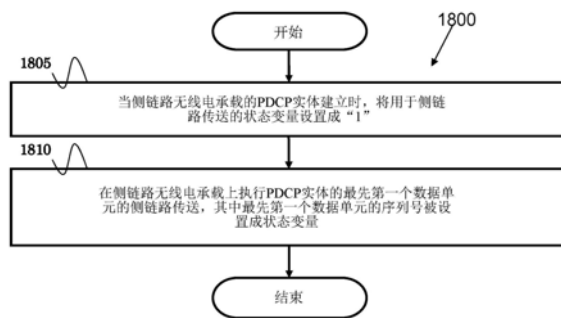 开始
1800
1805
当侧链路无线电承载的PDCP实体建立时，将用于侧链
路传送的状态变量设置成“1”
1810
在侧链路无线电承载上执行PDCP实体的最先第一个数据单
元的侧链路传送，其中最先第一个数据单元的序列号被设
置成状态变量
结束